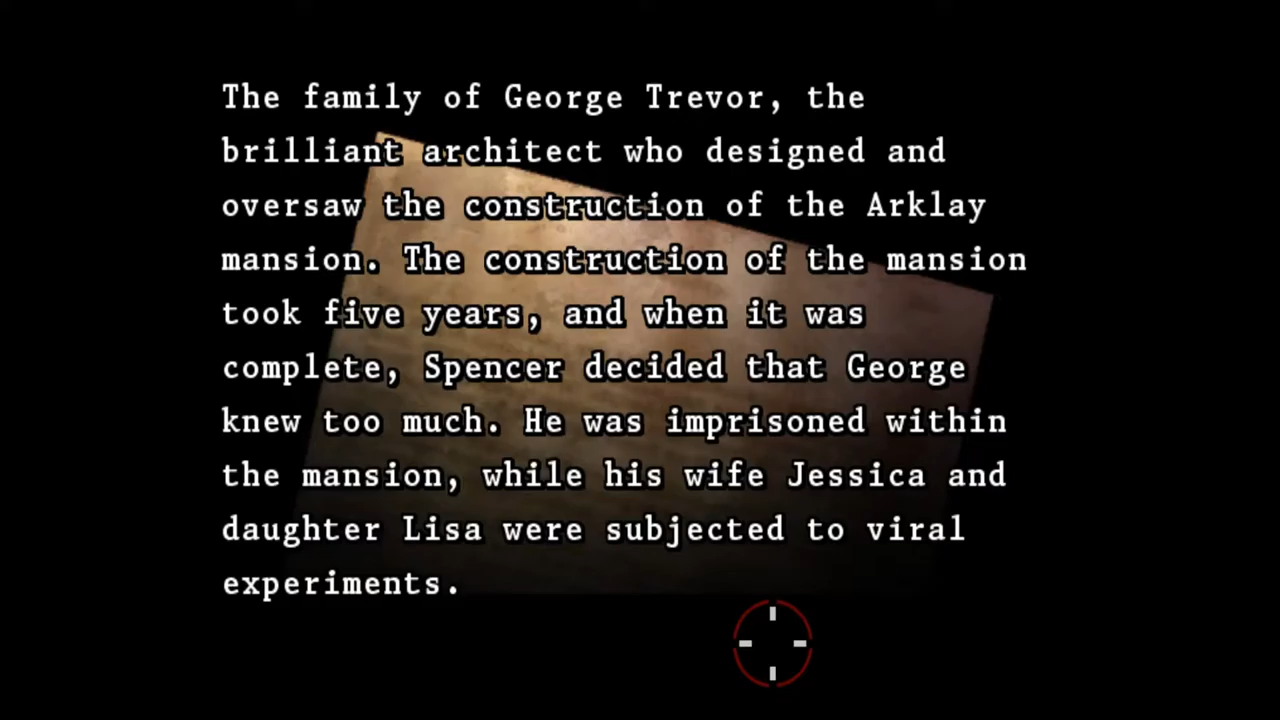 The family of George Trevor, the
brilliant architect who designed and
oversaw the construction of the Arklay
mansion. The construction of the mansion
took five years, and when it was
complete, Spencer decided that George
knew too much. He was imprisoned within
the mansion, while his wife Jessica and
daughter Lisa were subjected to viral
experiments.